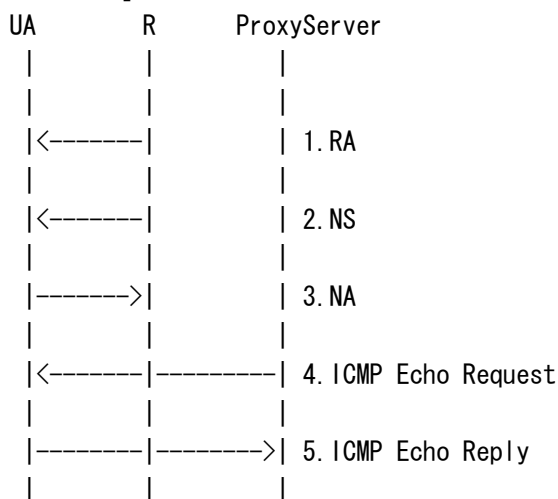 UA R ProxyServer
| | |
| | |
|<-------| | 1.RA
| | |
|<-------| | 2.NS
| | |
|------->| | 3.NA
| | |
|<-------|---------| 4.ICMP Echo Request
| | |
|--------|-------->| 5.ICMP Echo Reply
| | |